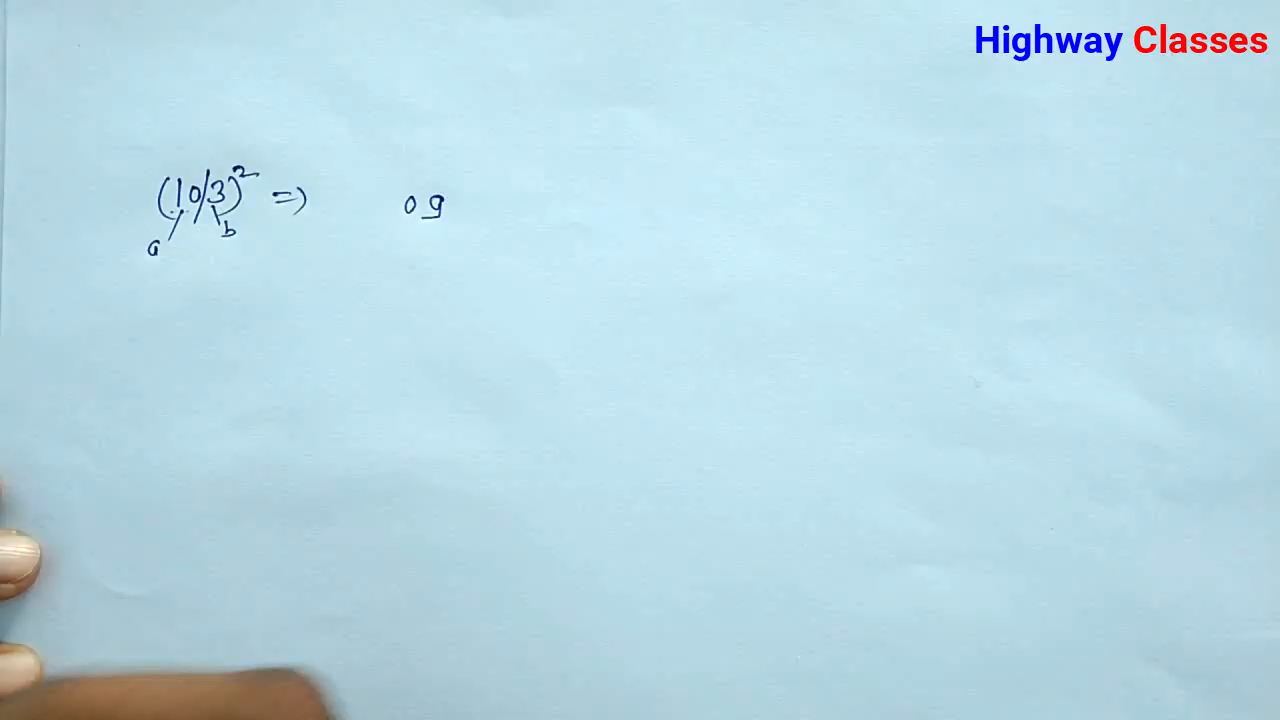 Highway Classes
(10/3)² => 09
a b